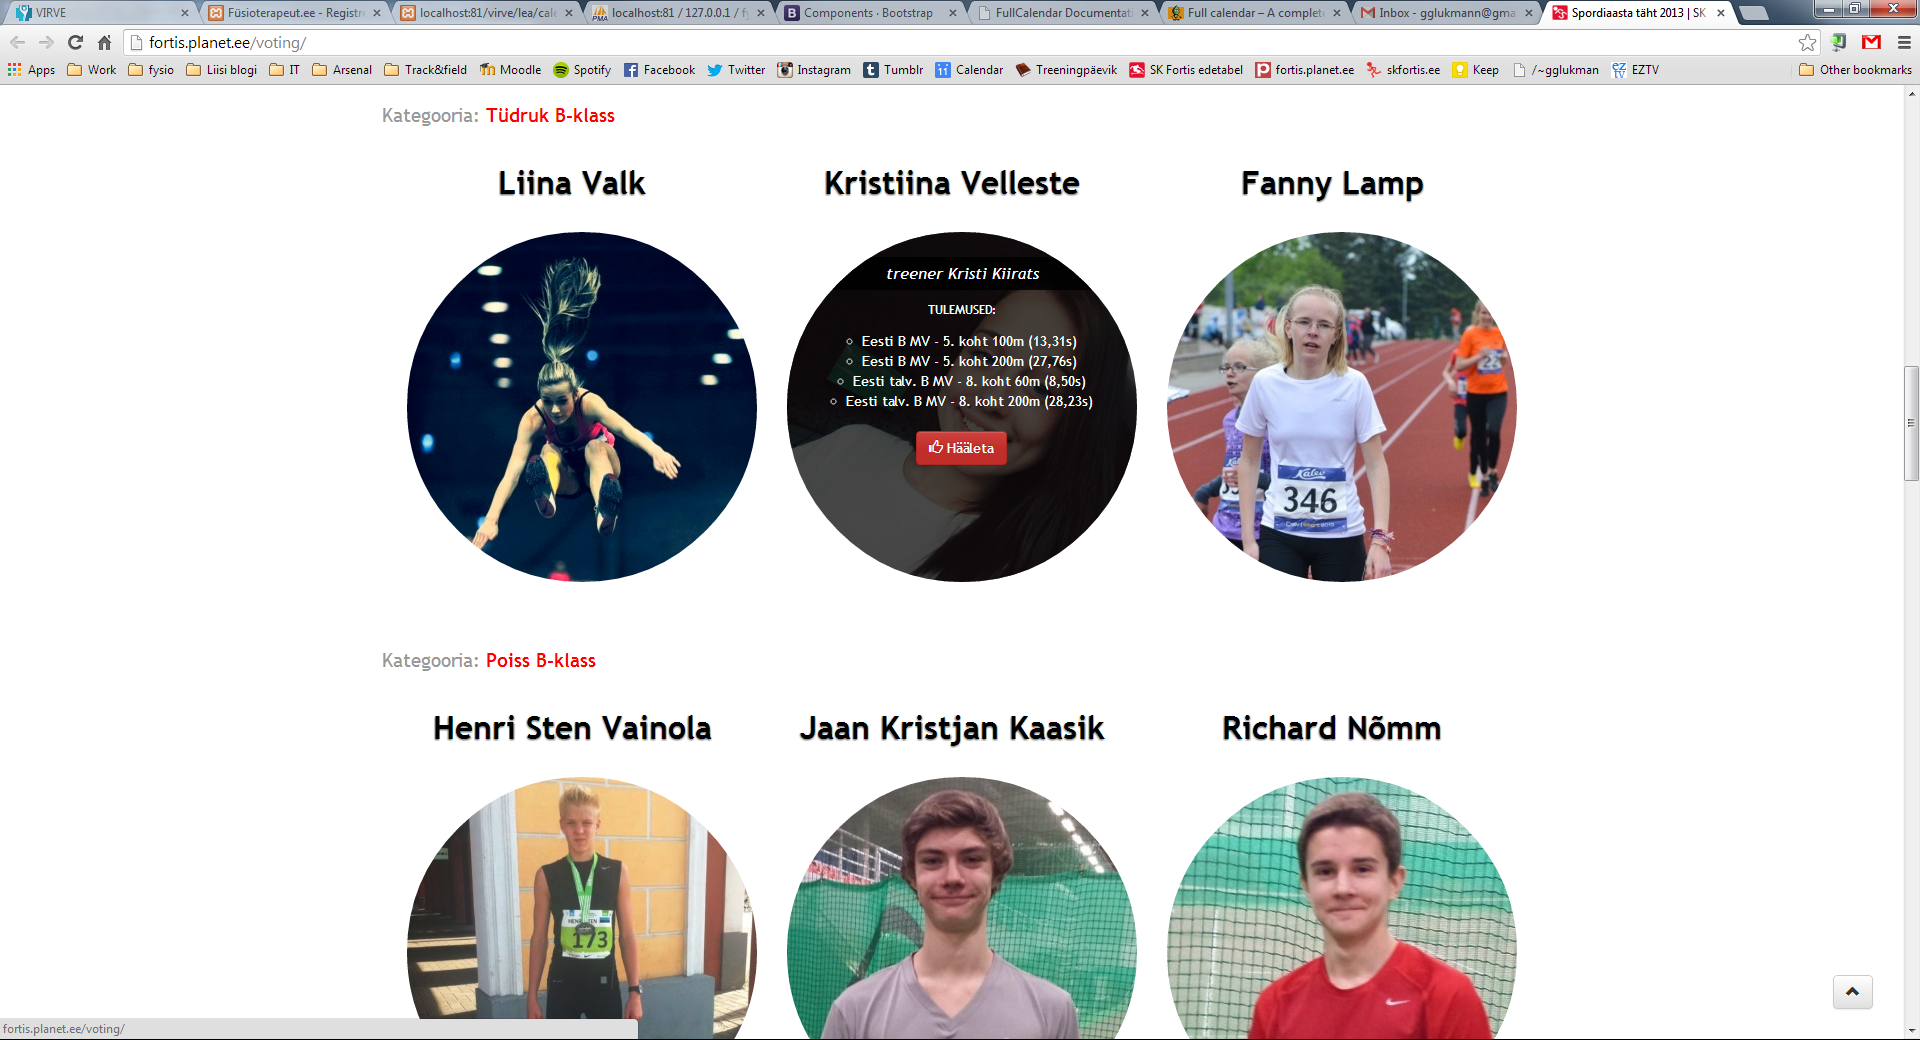 VIRVE
Füsioterapeut.ee - Registre
localhost:81/virve/lea/cale
localhost:81 / 127.0.0.1 / fy
Components · Bootstrap
FullCalendar Documentati
Full calendar – A complete
Inbox - gglukmann@gma
Spordiaasta täht 2013 | SK
fortis.planet.ee/voting/
Apps
Work
fysio
Liisi blogi
IT
Arsenal
Track&field
Moodle
Spotify
Facebook
Twitter
Instagram
Tumblr
Calendar
Treeningpäevik
SK Fortis edetabel
fortis.planet.ee
skfortis.ee
Keep
/~gglukman
EZTV
Other bookmarks
Kategooria: Tüdruk B-klass
Liina Valk
Kristiina Velleste
Fanny Lamp
treener Kristi Kiirats
TULEMUSED:
Eesti B MV - 5. koht 100m (13,31s)
Eesti B MV - 5. koht 200m (27,76s)
Eesti talv. B MV - 8. koht 60m (8,50s)
Eesti talv. B MV - 8. koht 200m (28,23s)
Hääleta
Kalev
346
Kategooria: Poiss B-klass
Henri Sten Vainola
Jaan Kristjan Kaasik
Richard Nõmm
173
fortis.planet.ee/voting/